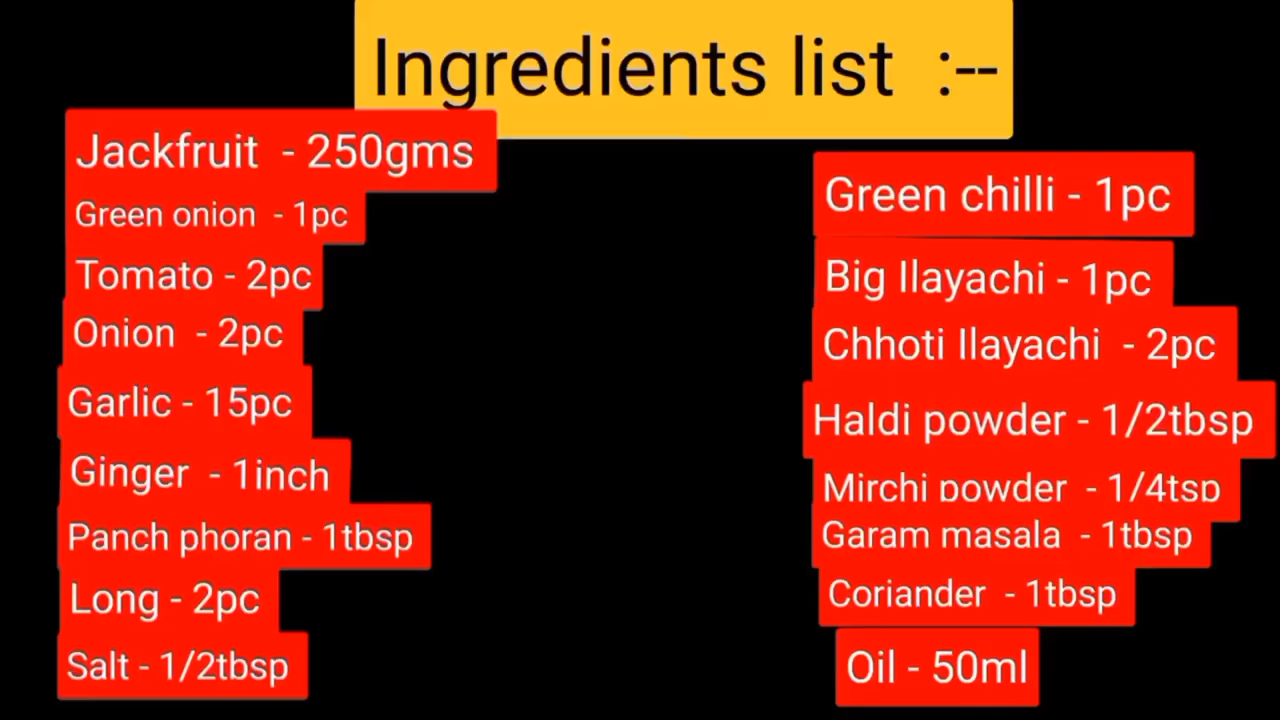 Ingredients list :--
Jackfruit - 250gms
Green onion - 1pc
Tomato - 2pc
Onion - 2pc
Garlic - 15pc
Ginger - 1inch
Panch phoran - 1tbsp
Long - 2pc
Salt - 1/2tbsp
Green chilli - 1pc
Big Ilayachi - 1pc
Chhoti Ilayachi - 2pc
Haldi powder - 1/2tbsp
Mirchi powder - 1/4tsp
Garam masala - 1tbsp
Coriander - 1tbsp
Oil - 50ml